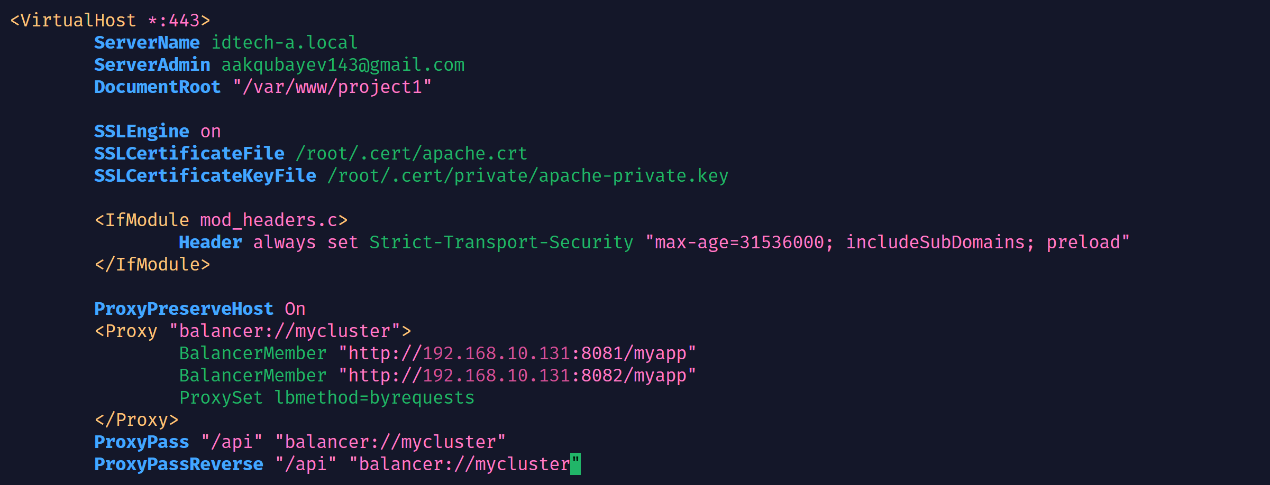 <VirtualHost *:443>
ServerName idtech-a.local
ServerAdmin aakqubayev143@gmail.com
DocumentRoot "/var/www/project1"
SSLEngine on
SSLCertificateFile /root/.cert/apache.crt
SSLCertificateKeyFile /root/.cert/private/apache-private.key
<IfModule mod_headers.c>
Header always set Strict-Transport-Security "max-age=31536000; includeSubDomains; preload"
</IfModule>
ProxyPreserveHost On
<Proxy "balancer://mycluster">
BalancerMember "http://192.168.10.131:8081/myapp"
BalancerMember "http://192.168.10.131:8082/myapp"
ProxySet lbmethod=byrequests
</Proxy>
ProxyPass "/api" "balancer://mycluster"
ProxyPassReverse "/api" "balancer://mycluster"